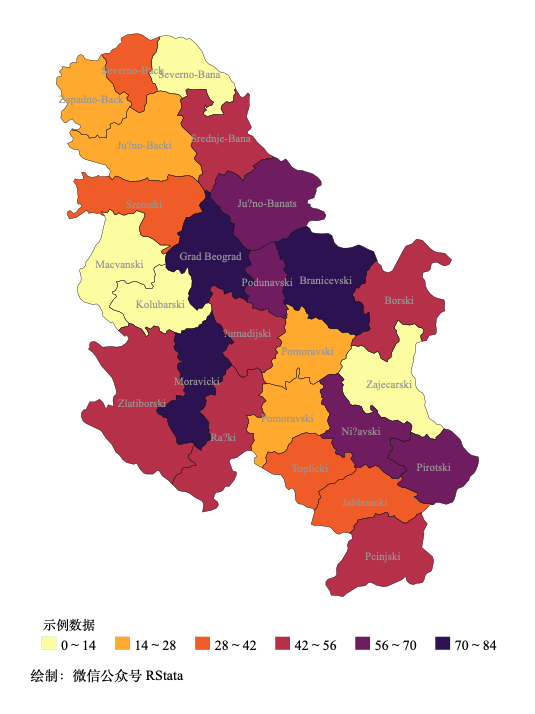 Severno-Back
Severno-Bana
Zapadno-Back
Srednje-Bana
Ju?no-Backi
Sremski
Ju?no-Banats
Grad Beograd
Macvanski
Podunavski
Branicevski
Kolubarski
Borski
?umadijski
Pomoravski
Moravicki
Zajecarski
Zlatiborski
Pomoravski
Ni?avski
Ra?ki
Toplicki
Pirotski
Jablanicki
Pcinjski
示例数据
0 ~ 14 14 ~ 28 28 ~ 42 42 ~ 56 56 ~ 70 70 ~ 84
绘制：微信公众号 RStata